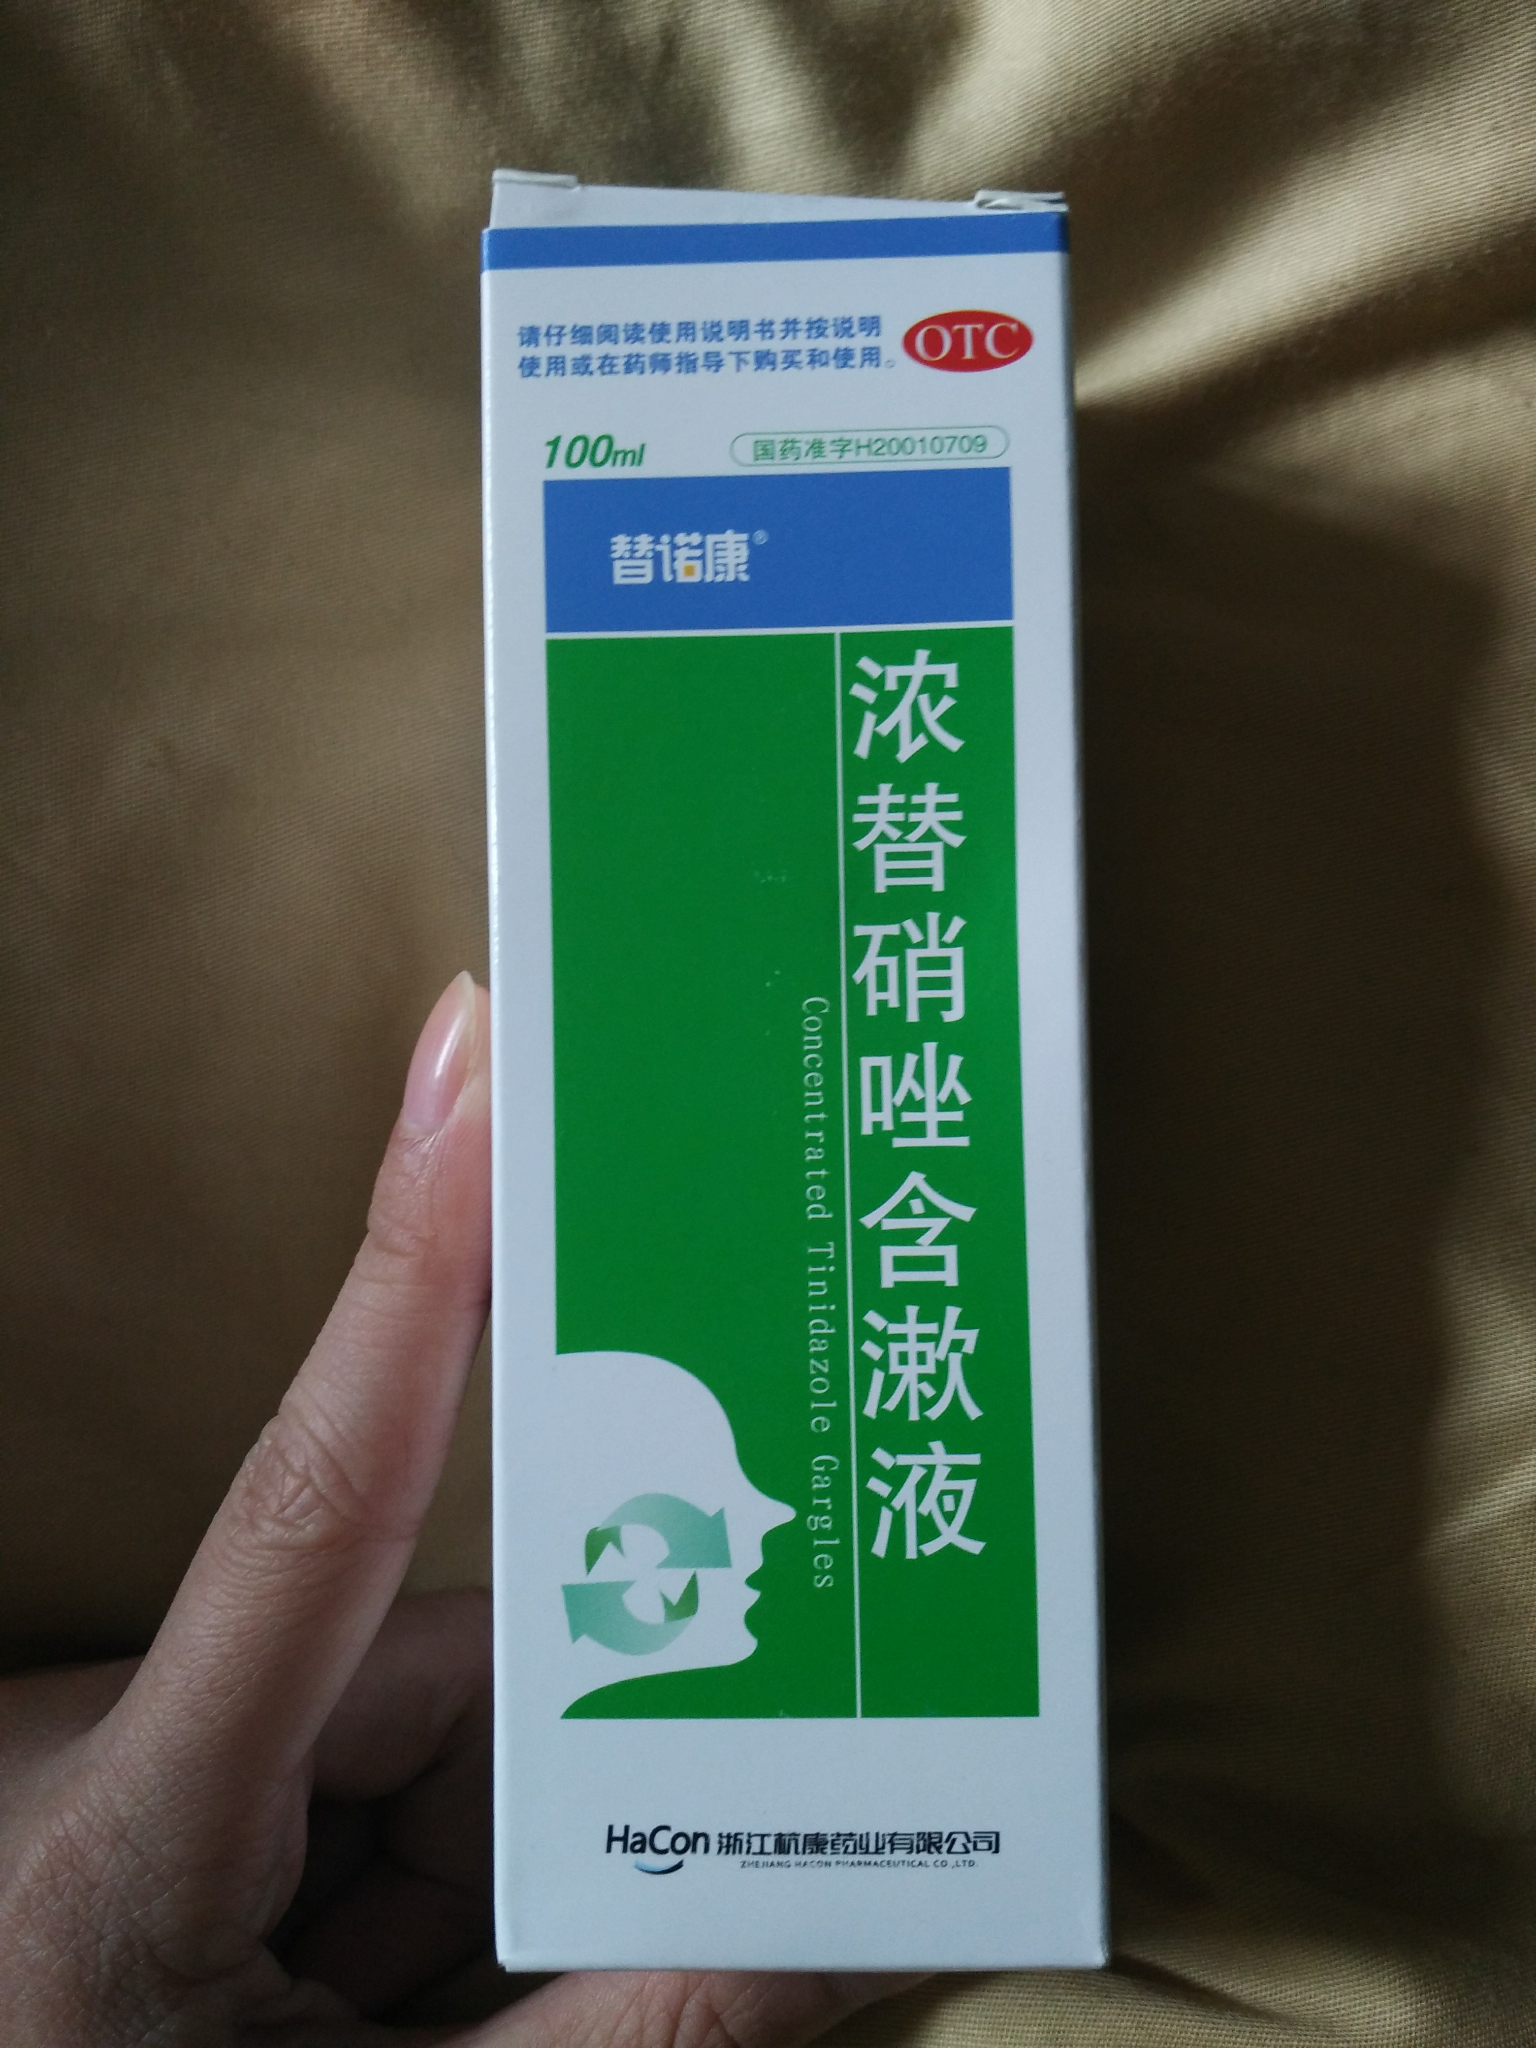 请仔细阅读使用说明书并按说明
使用或在药师指导下购买和使用。
OTC
100ml
国药准字H20010709
替诺康®
浓替硝唑含漱液
Concentrated Tinidazole Gargles
HaCon 浙江杭康药业有限公司
ZHEJIANG HACON PHARMACEUTICAL CO.,LTD.